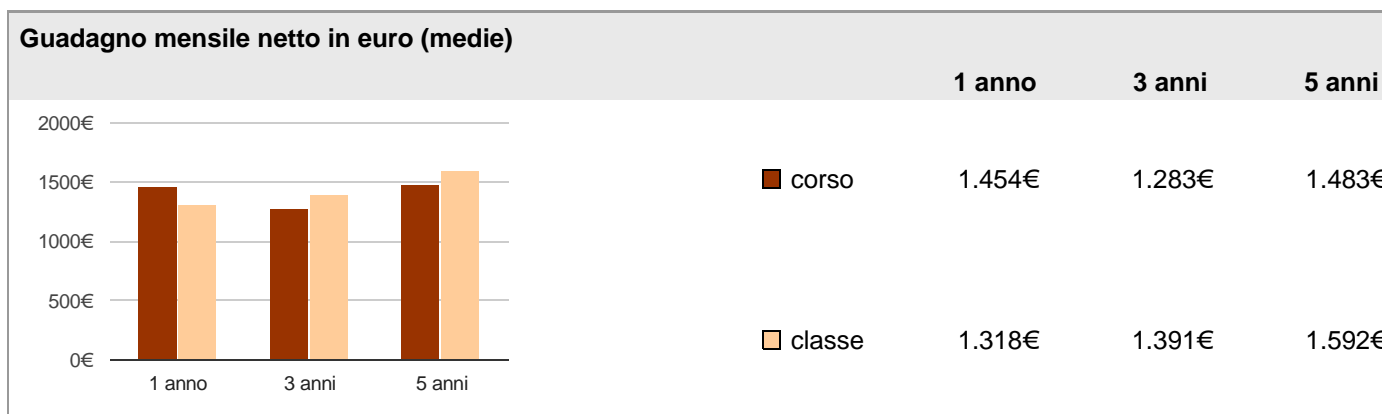 Guadagno mensile netto in euro (medie)
1 anno 3 anni 5 anni
2000€
1500€
1000€
500€
0€
1 anno 3 anni 5 anni
corso 1.454€ 1.283€ 1.483€
classe 1.318€ 1.391€ 1.592€